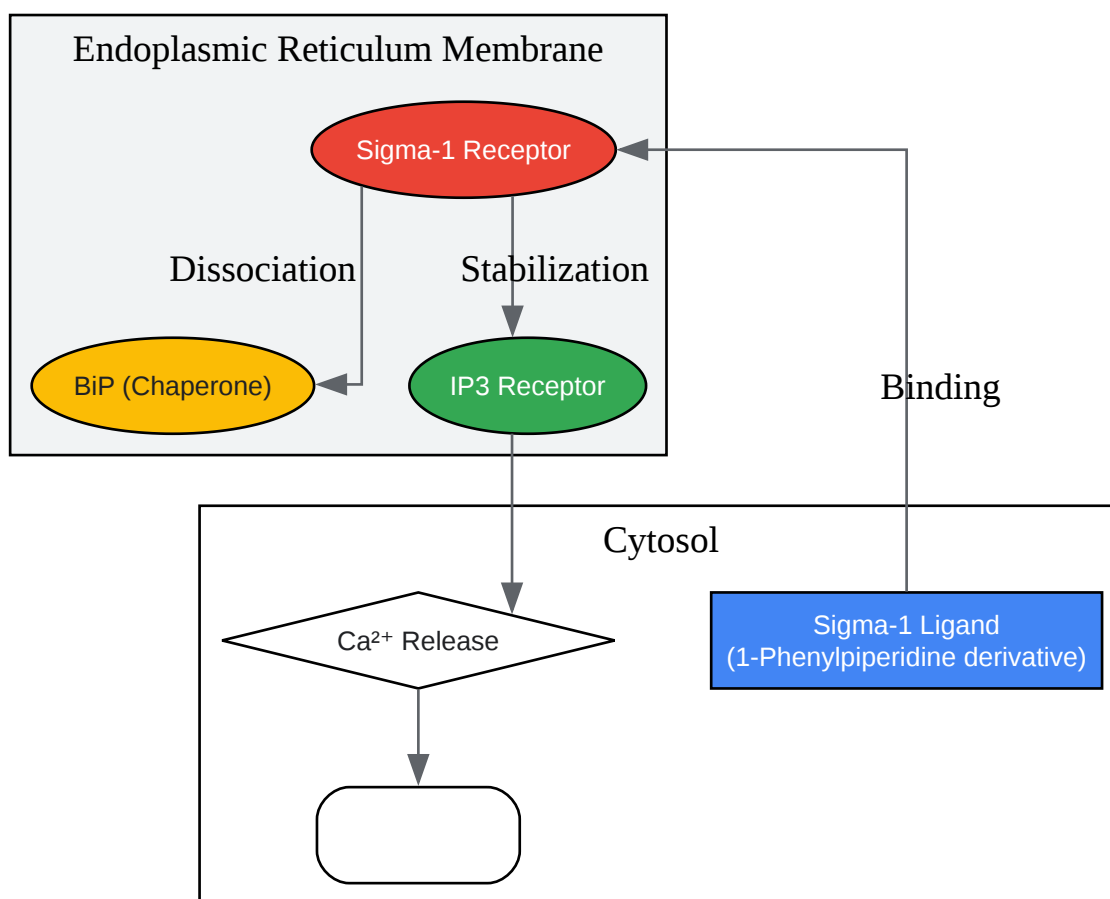 Endoplasmic Reticulum Membrane
Sigma-1 Receptor
Dissociation
Stabilization
BiP (Chaperone)
IP3 Receptor
Binding
Cytosol
Ca²⁺ Release
Sigma-1 Ligand
(1-Phenylpiperidine derivative)